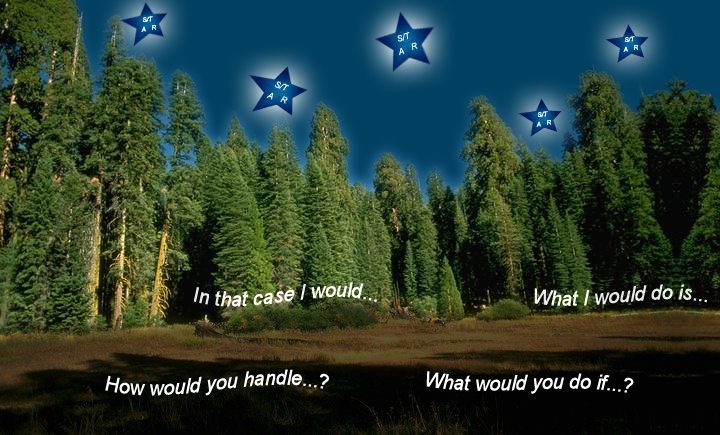 S/T
A R
S/T
A R
S/T
A R
S/T
A R
S/T
A R
In that case I would...
What I would do is...
How would you handle...?
What would you do if...?